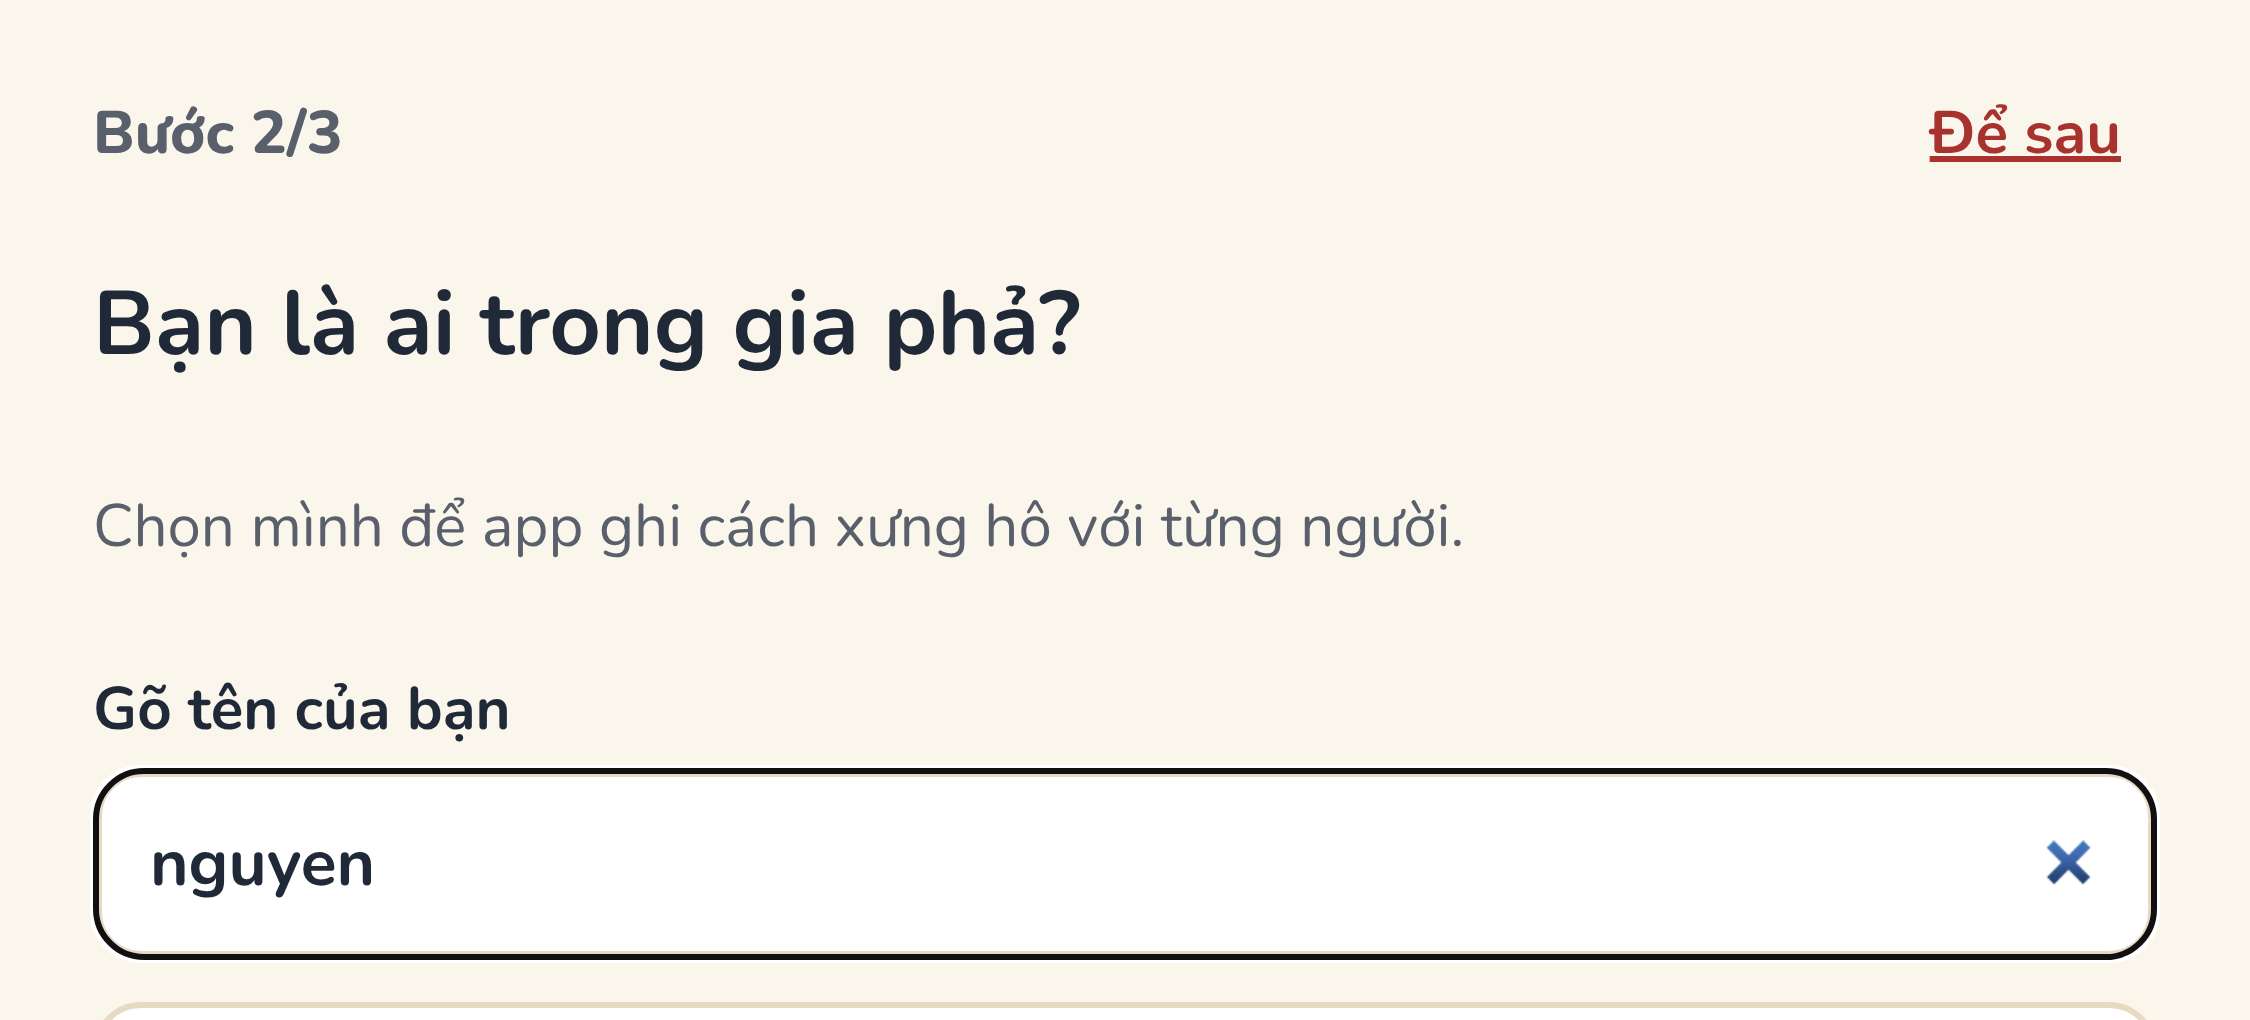 Bước 2/3
Để sau
Bạn là ai trong gia phả?
Chọn mình để app ghi cách xưng hô với từng người.
Gõ tên của bạn
nguyen